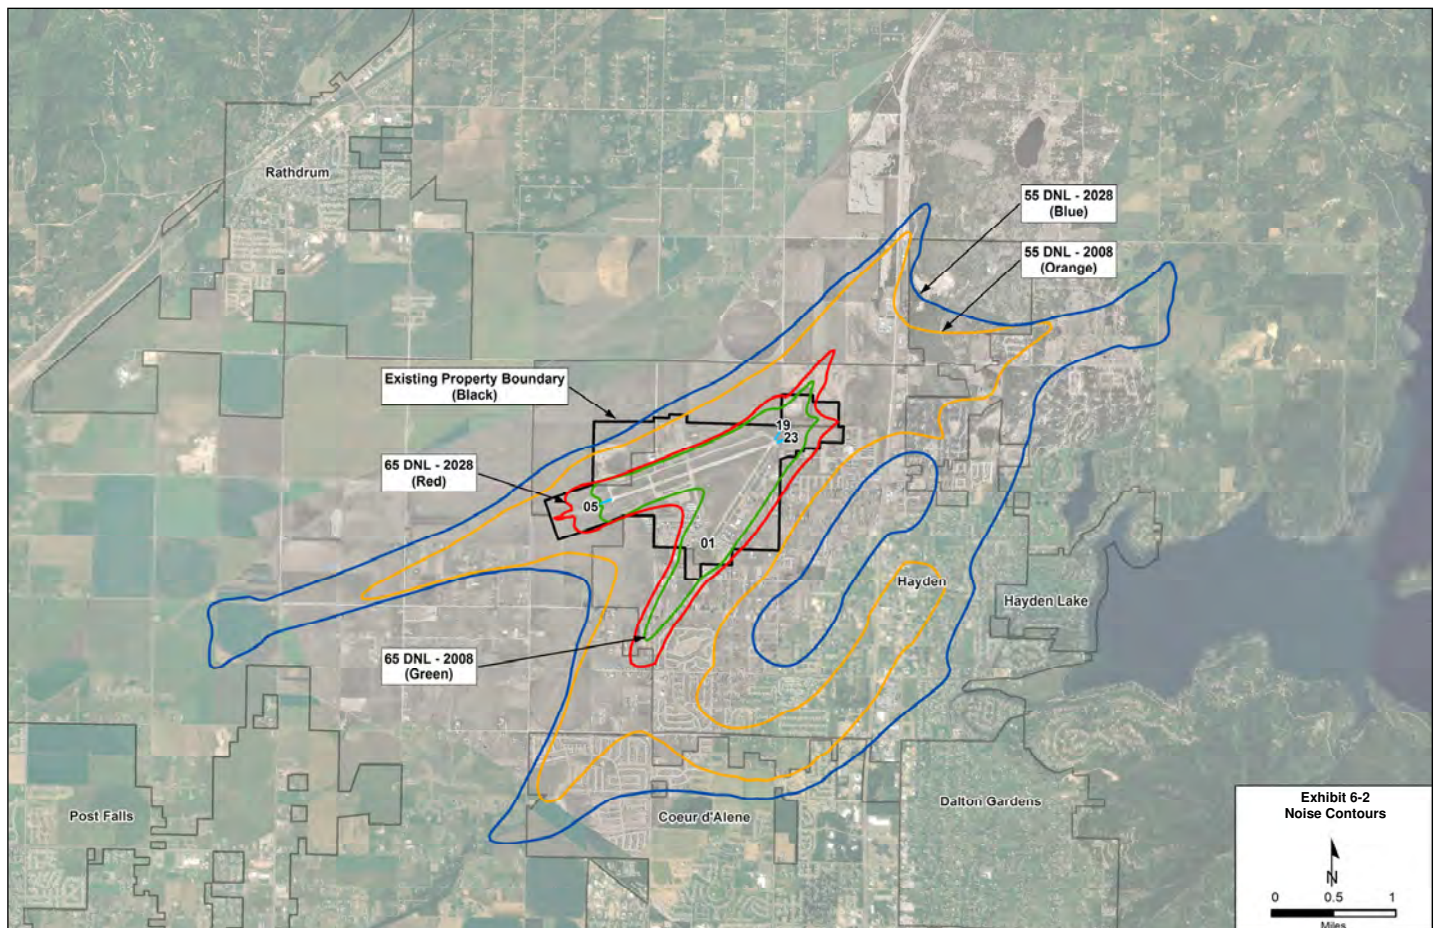 Rathdrum
55 DNL - 2028
(Blue)
55 DNL - 2008
(Orange)
Existing Property Boundary
(Black)
19
23
65 DNL - 2028
(Red)
05
01
Hayden
Hayden Lake
65 DNL - 2008
(Green)
Post Falls
Coeur d'Alene
Dalton Gardens
Exhibit 6-2
Noise Contours
N
0 0.5 1
Miles